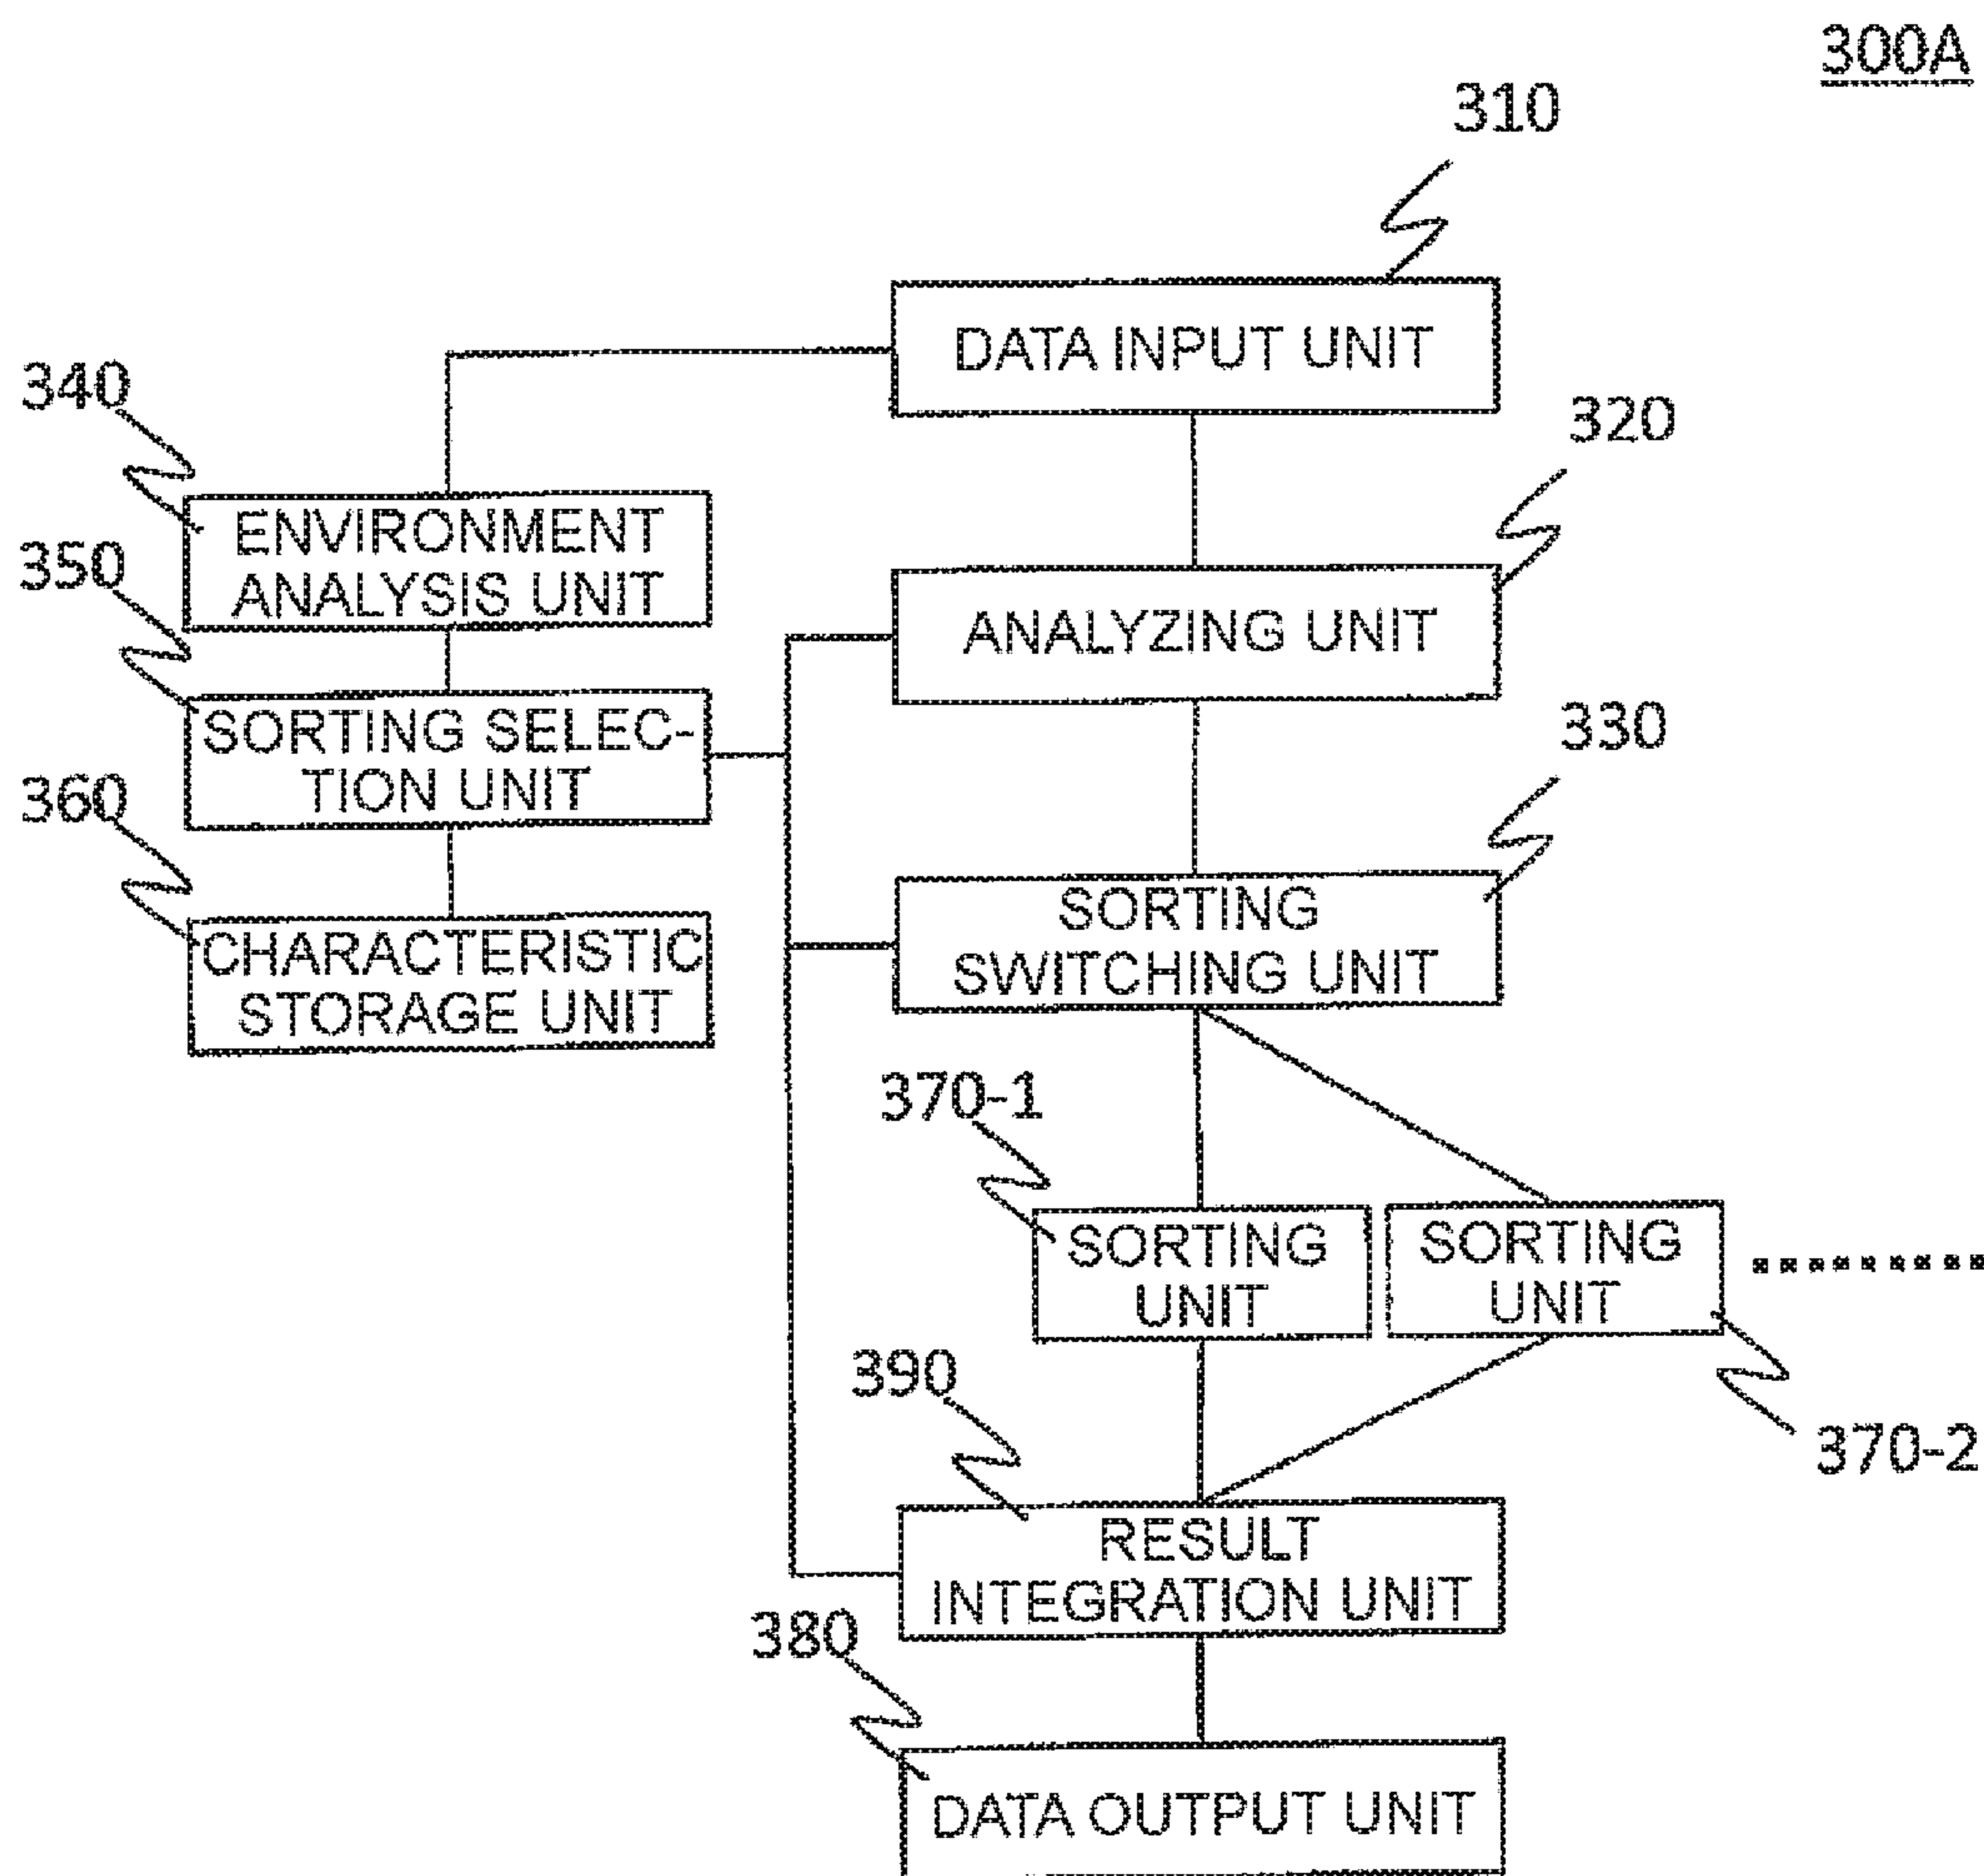 300A
310
DATA INPUT UNIT
340
320
ENVIRONMENT
ANALYSIS UNIT
350
ANALYZING UNIT
SORTING SELEC-
TION UNIT
330
360
SORTING
SWITCHING UNIT
CHARACTERISTIC
STORAGE UNIT
370-1
SORTING
UNIT
SORTING
UNIT
390
370-2
RESULT
INTEGRATION UNIT
380
DATA OUTPUT UNIT